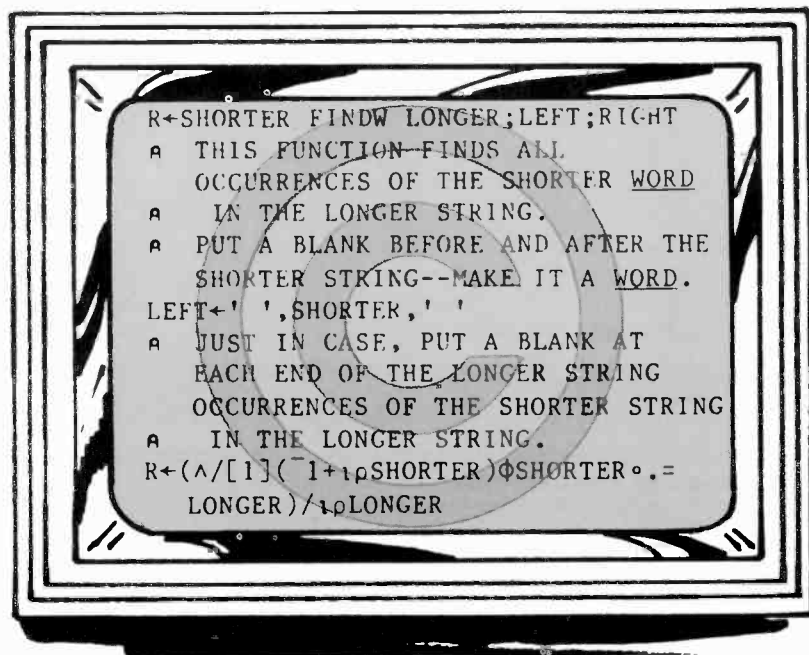 R←SHORTER FINDW LONGER;LEFT;RIGHT
⍝ THIS FUNCTION FINDS ALL
OCCURRENCES OF THE SHORTER WORD
⍝ IN THE LONGER STRING.
⍝ PUT A BLANK BEFORE AND AFTER THE
SHORTER STRING--MAKE IT A WORD.
LEFT←' ',SHORTER,' '
⍝ JUST IN CASE, PUT A BLANK AT
EACH END OF THE LONGER STRING
OCCURRENCES OF THE SHORTER STRING
⍝ IN THE LONGER STRING.
R←(∧/[1](¯1+⍳⍴SHORTER)⌽SHORTER∘.=
LONGER)/⍳⍴LONGER